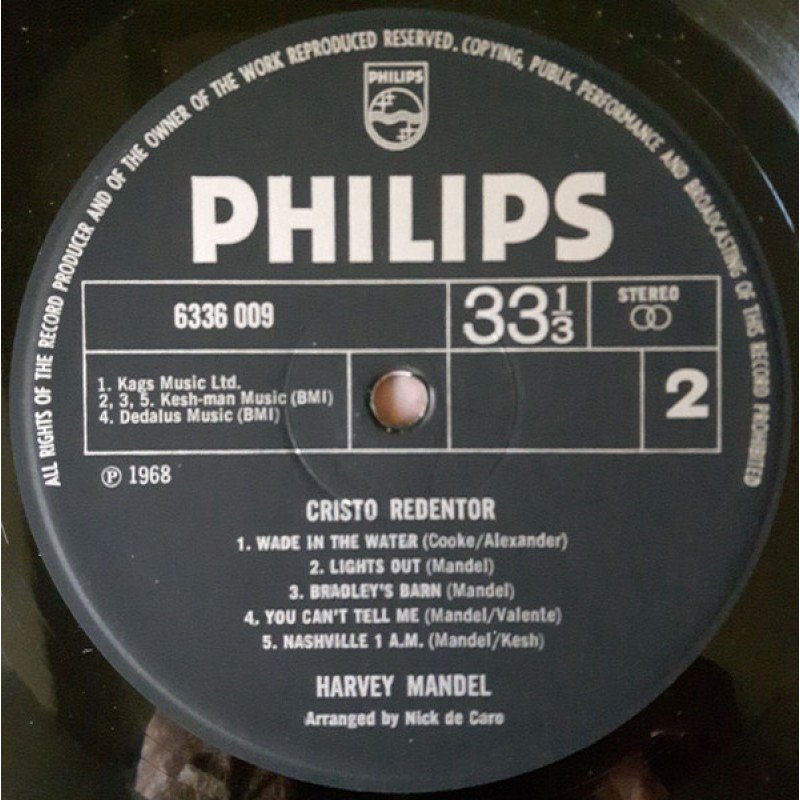 ALL RIGHTS OF THE RECORD PRODUCER AND OF THE OWNER OF THE WORK REPRODUCED RESERVED. COPYING, PUBLIC PERFORMANCE AND BROADCASTING OF THIS RECORD PROHIBITED
PHILIPS
PHILIPS
6336 009
33⅓
STEREO
1. Kags Music Ltd.
2, 3, 5. Kesh-man Music (BMI)
4. Dedalus Music (BMI)
2
Ⓟ 1968
CRISTO REDENTOR
1. WADE IN THE WATER (Cooke/Alexander)
2. LIGHTS OUT (Mandel)
3. BRADLEY'S BARN (Mandel)
4. YOU CAN'T TELL ME (Mandel/Valente)
5. NASHVILLE 1 A.M. (Mandel/Kesh)
HARVEY MANDEL
Arranged by Nick de Caro